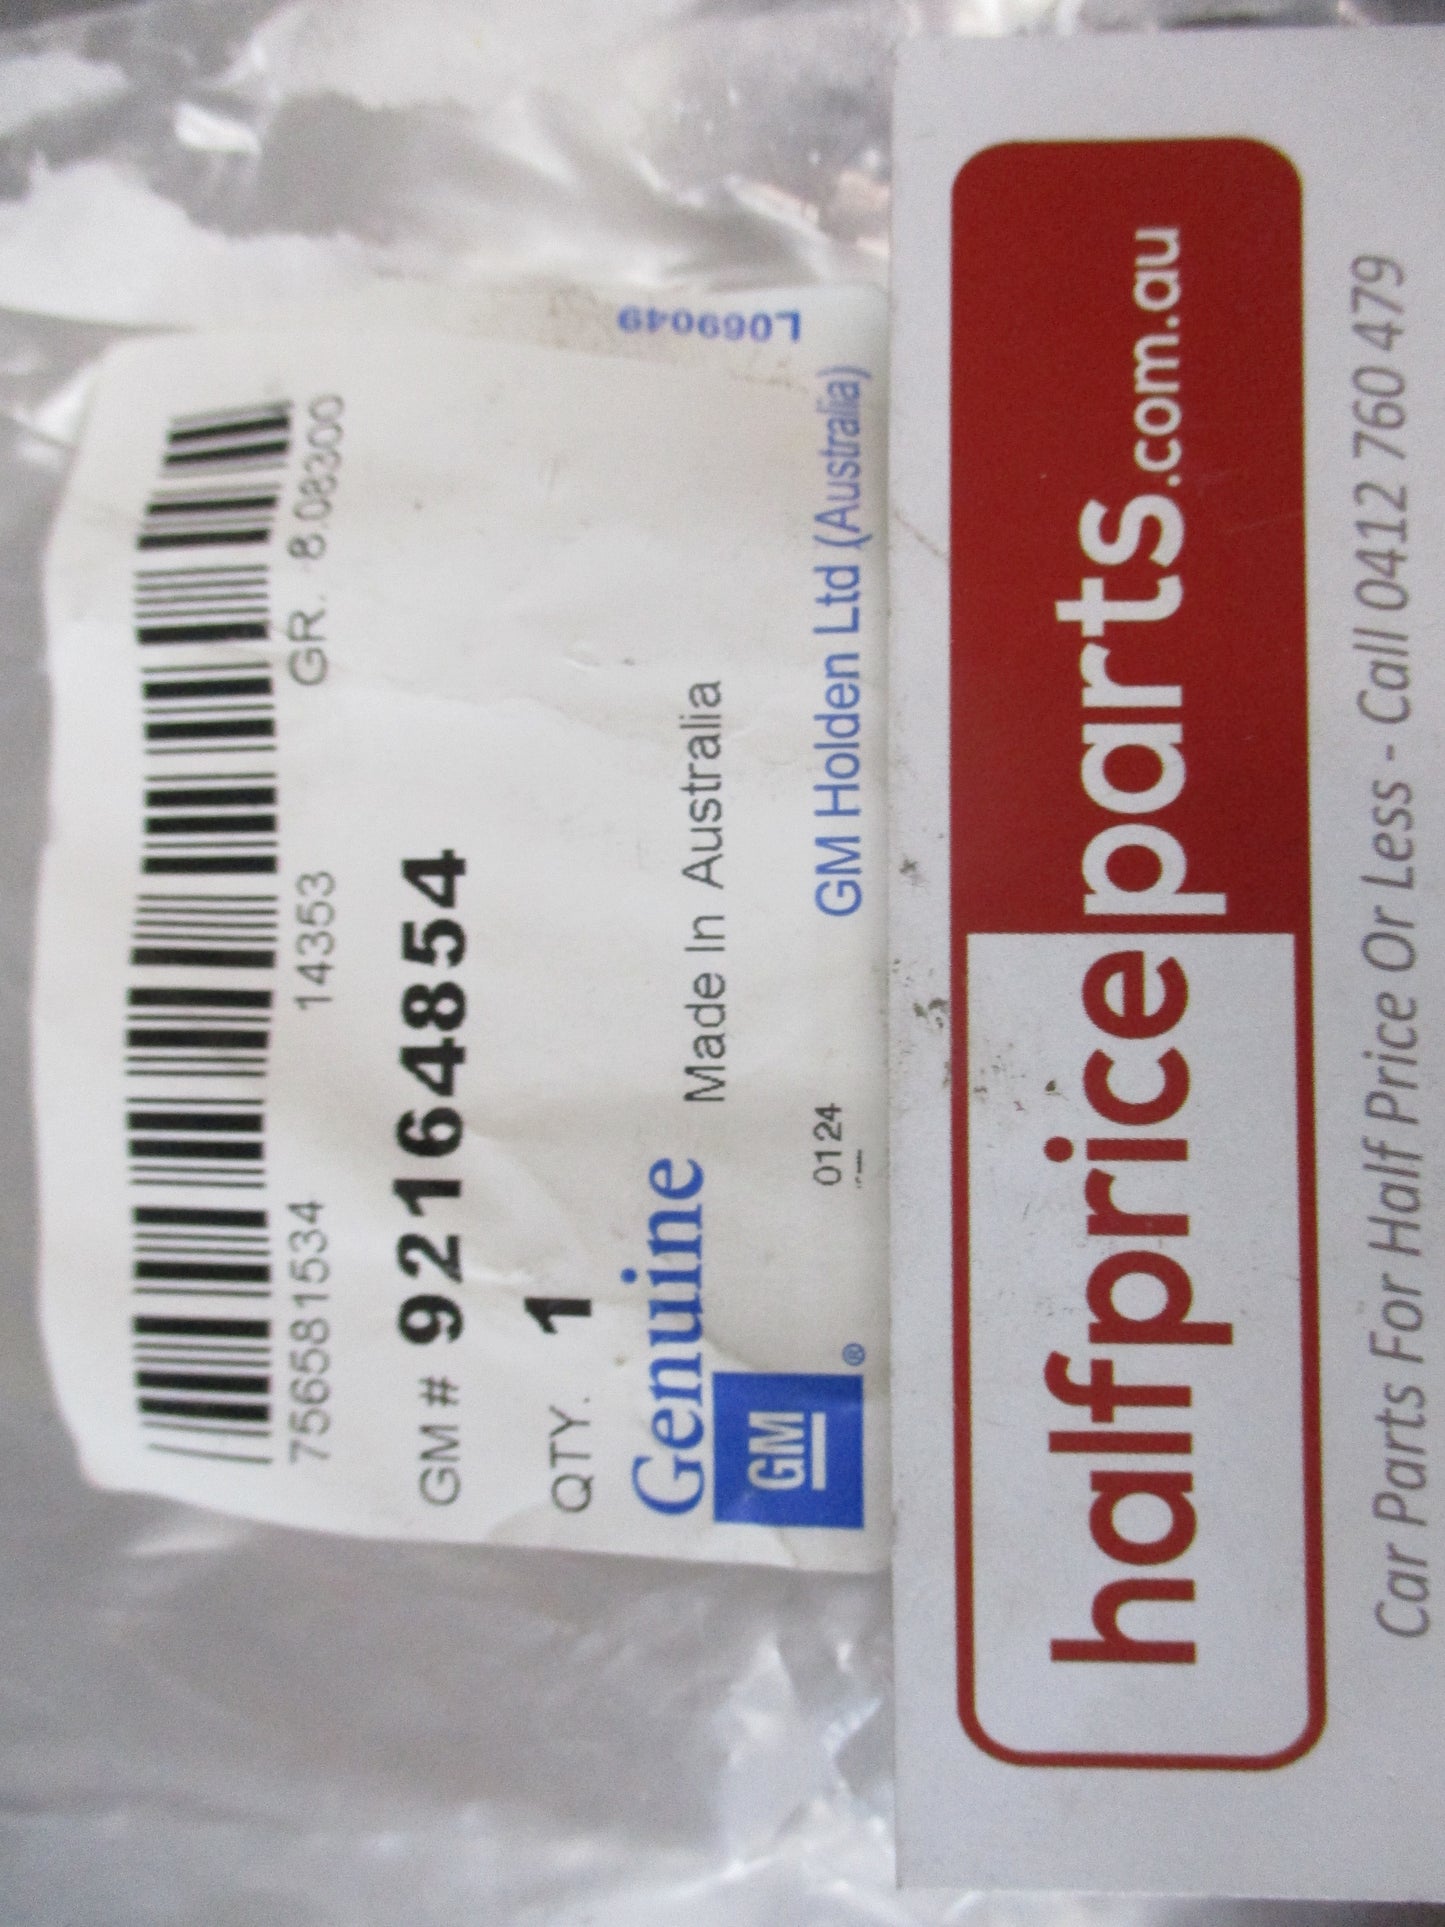 756581534 14353 GR. 8.08300
GM # 92164854
QTY. 1
Genuine
Made In Australia
GM ®
0124
GM Holden Ltd (Australia)
L069049
halfpriceparts.com.au
Car Parts For Half Price Or Less - Call 0412 760 479